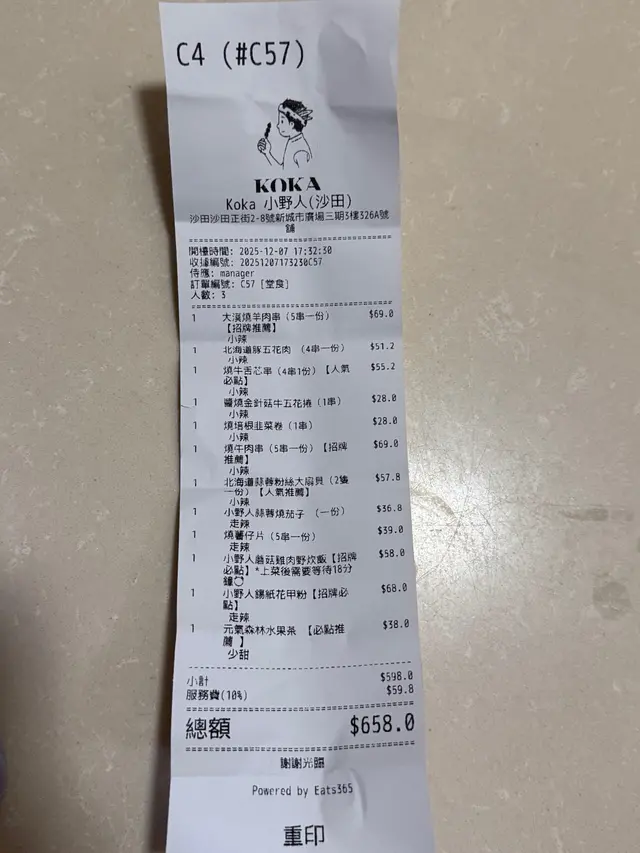 C4 (#C57)
KOKA
Koka 小野人(沙田)
沙田沙田正街2-8號新城市廣場三期3樓326A號
舖
開檯時間: 2025-12-07 17:32:30
收據編號: 20251207173230C57
侍應: manager
訂單編號: C57 [堂食]
人數: 3
1 大漠燒羊肉串 (5串一份) $69.0
【招牌推薦】
小辣
1 北海道豚五花肉 (4串一份) $51.2
小辣
1 燒牛舌芯串 (4串1份) 【人氣 $55.2
必點】
小辣
1 醬燒金針菇牛五花捲 (1串) $28.0
小辣
1 燒培根韭菜卷 (1串) $28.0
小辣
1 燒牛肉串 (5串一份) 【招牌 $69.0
推薦】
小辣
1 北海道蒜蓉粉絲大扇貝 (2隻 $57.8
一份) 【人氣推薦】
小辣
1 小野人蒜蓉燒茄子 (一份) $36.8
走辣
1 燒薯仔片 (5串一份) $39.0
走辣
1 小野人蘑菇雞肉野炊飯【招牌 $58.0
必點】*上菜後需要等待18分
鐘
1 小野人錫紙花甲粉【招牌必 $68.0
點】
走辣
1 元氣森林水果茶 【必點推 $38.0
薦 】
少甜
小計 $598.0
服務費(10%) $59.8
總額 $658.0
謝謝光臨
Powered by Eats365
重印